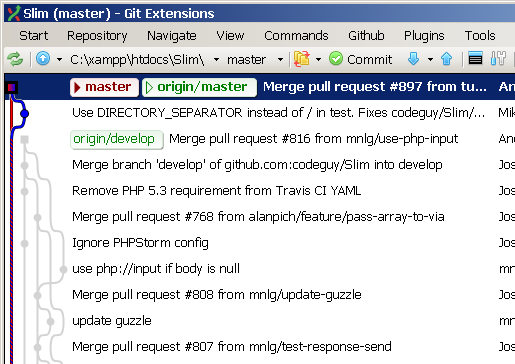 Slim (master) - Git Extensions
Start Repository Navigate View Commands Github Plugins Tools
C:\xampp\htdocs\Slim\ master Commit
master origin/master Merge pull request #897 from tu... An
Use DIRECTORY_SEPARATOR instead of / in test. Fixes codeguy/Slim/... Mik
origin/develop Merge pull request #816 from mnlg/use-php-input And
Merge branch 'develop' of github.com:codeguy/Slim into develop Jos
Remove PHP 5.3 requirement from Travis CI YAML Jos
Merge pull request #768 from alanpich/feature/pass-array-to-via Jos
Ignore PHPStorm config Jos
use php://input if body is null mn
Merge pull request #808 from mnlg/update-guzzle Jos
update guzzle mn
Merge pull request #807 from mnlg/test-response-send Jos